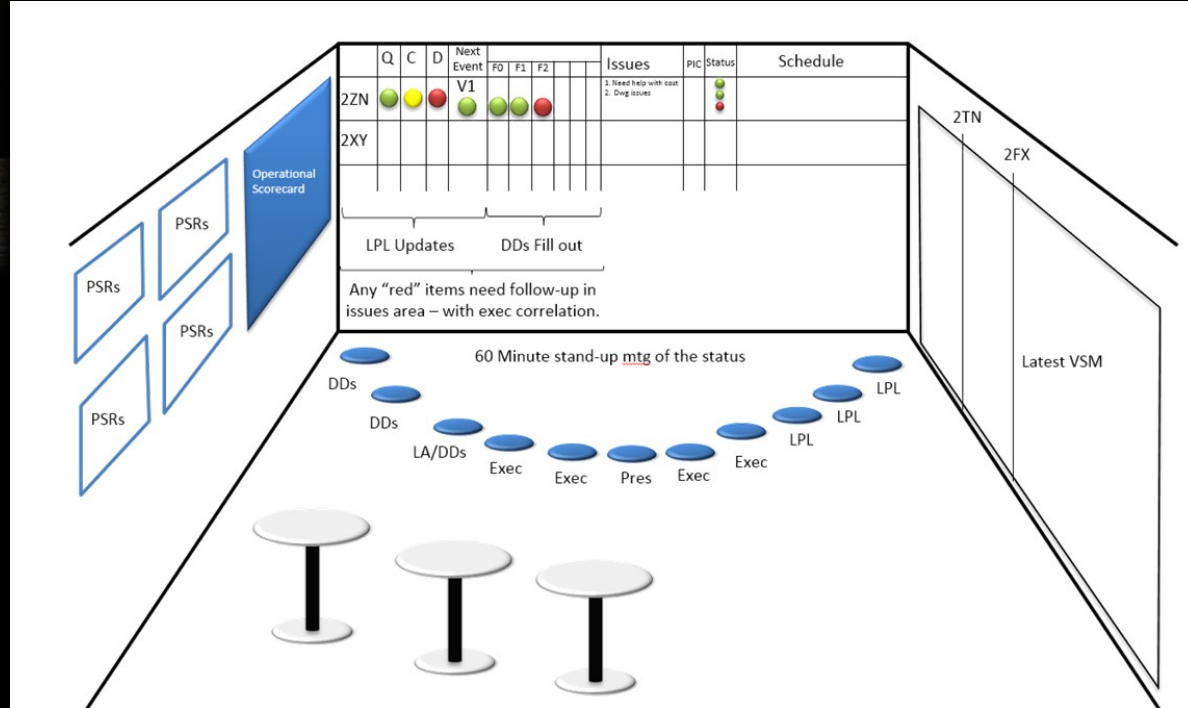 Q C D Next Event Issues PIC Status Schedule
F0 F1 F2
2ZN V1
1. Need help with cost
2. Dwg issues
2XY
LPL Updates
DDs Fill out
Any “red” items need follow-up in
issues area – with exec correlation.
Operational
Scorecard
PSRs
PSRs
PSRs
PSRs
2TN
2FX
Latest VSM
60 Minute stand-up mtg of the status
DDs
DDs
LA/DDs
Exec
Exec
Pres
Exec
Exec
LPL
LPL
LPL